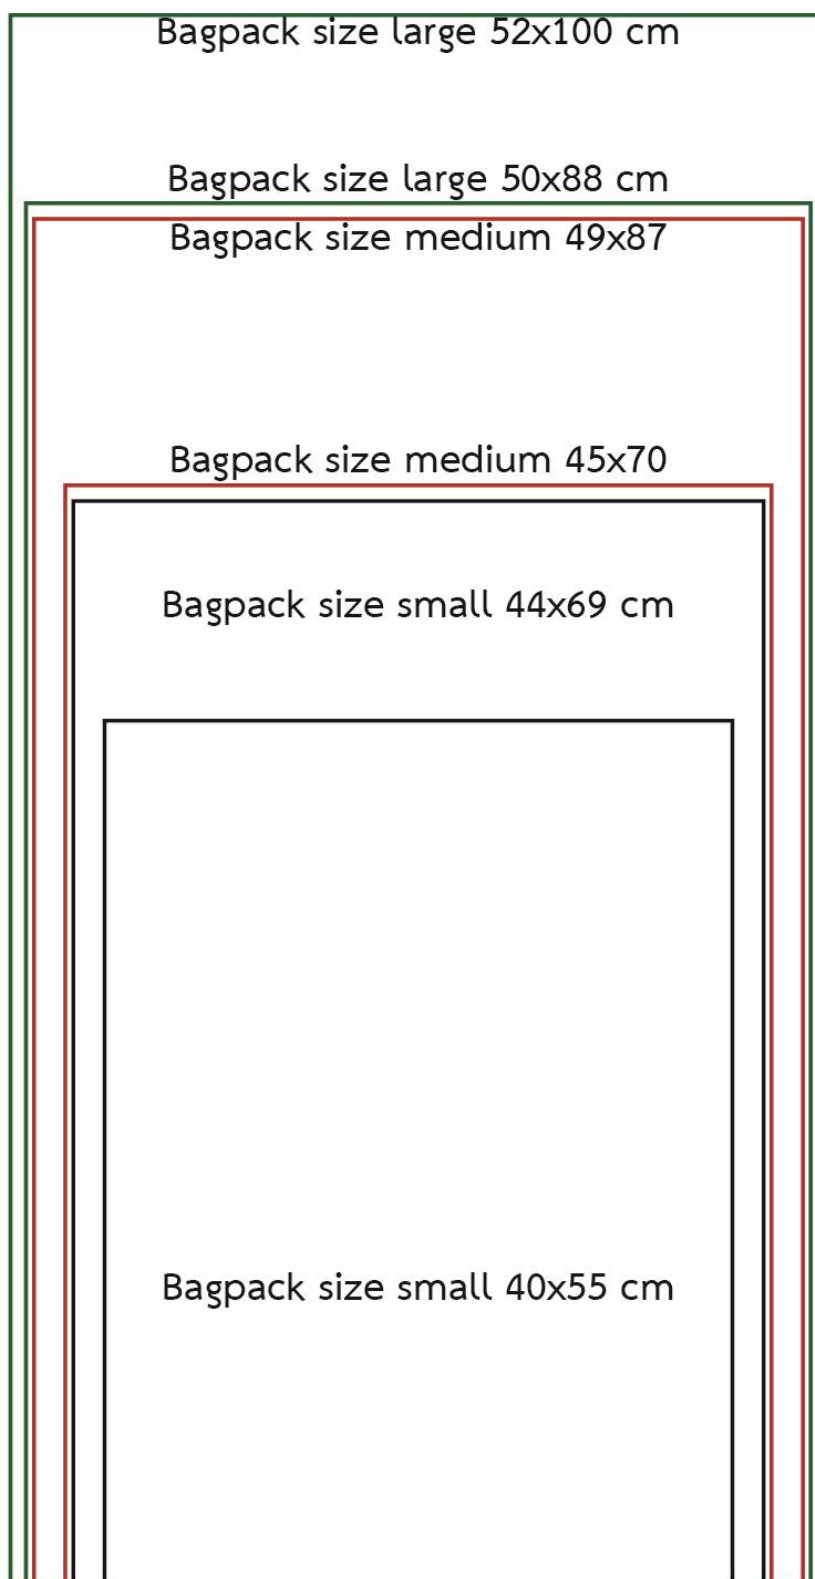 Bagpack size large 52x100 cm
Bagpack size large 50x88 cm
Bagpack size medium 49x87
Bagpack size medium 45x70
Bagpack size small 44x69 cm
Bagpack size small 40x55 cm